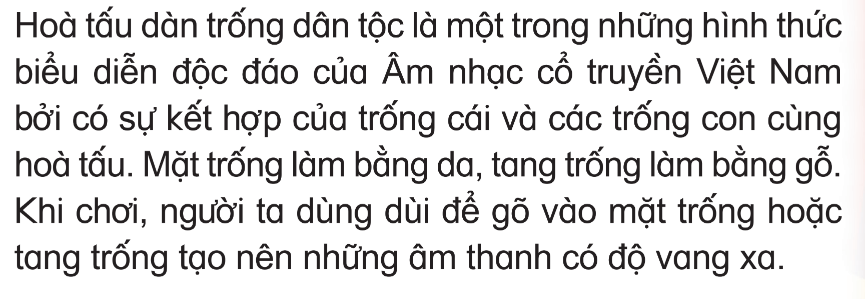 Hoà tấu dàn trống dân tộc là một trong những hình thức
biểu diễn độc đáo của Âm nhạc cổ truyền Việt Nam
bởi có sự kết hợp của trống cái và các trống con cùng
hoà tấu. Mặt trống làm bằng da, tang trống làm bằng gỗ.
Khi chơi, người ta dùng dùi để gõ vào mặt trống hoặc
tang trống tạo nên những âm thanh có độ vang xa.